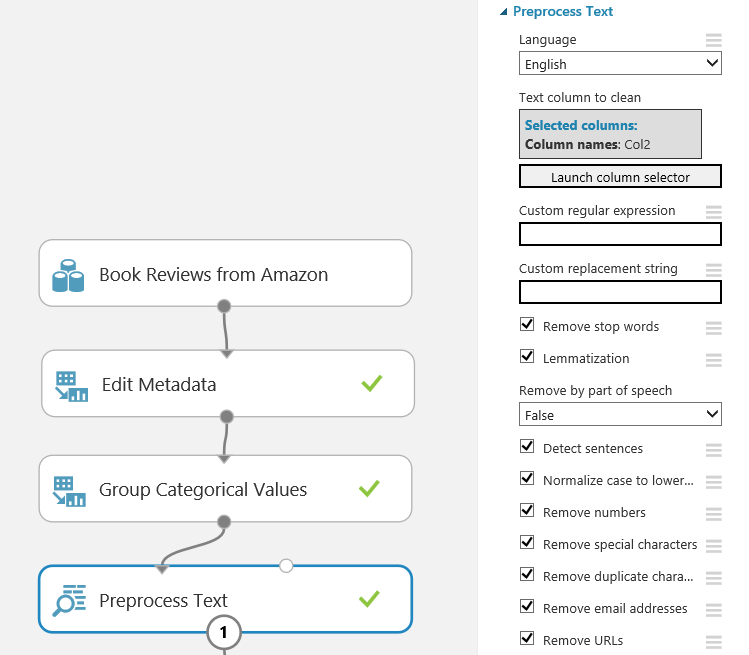 Book Reviews from Amazon
Edit Metadata
Group Categorical Values
Preprocess Text
1
Preprocess Text
Language
English
Text column to clean
Selected columns:
Column names: Col2
Launch column selector
Custom regular expression
Custom replacement string
Remove stop words
Lemmatization
Remove by part of speech
False
Detect sentences
Normalize case to lower...
Remove numbers
Remove special characters
Remove duplicate chara...
Remove email addresses
Remove URLs